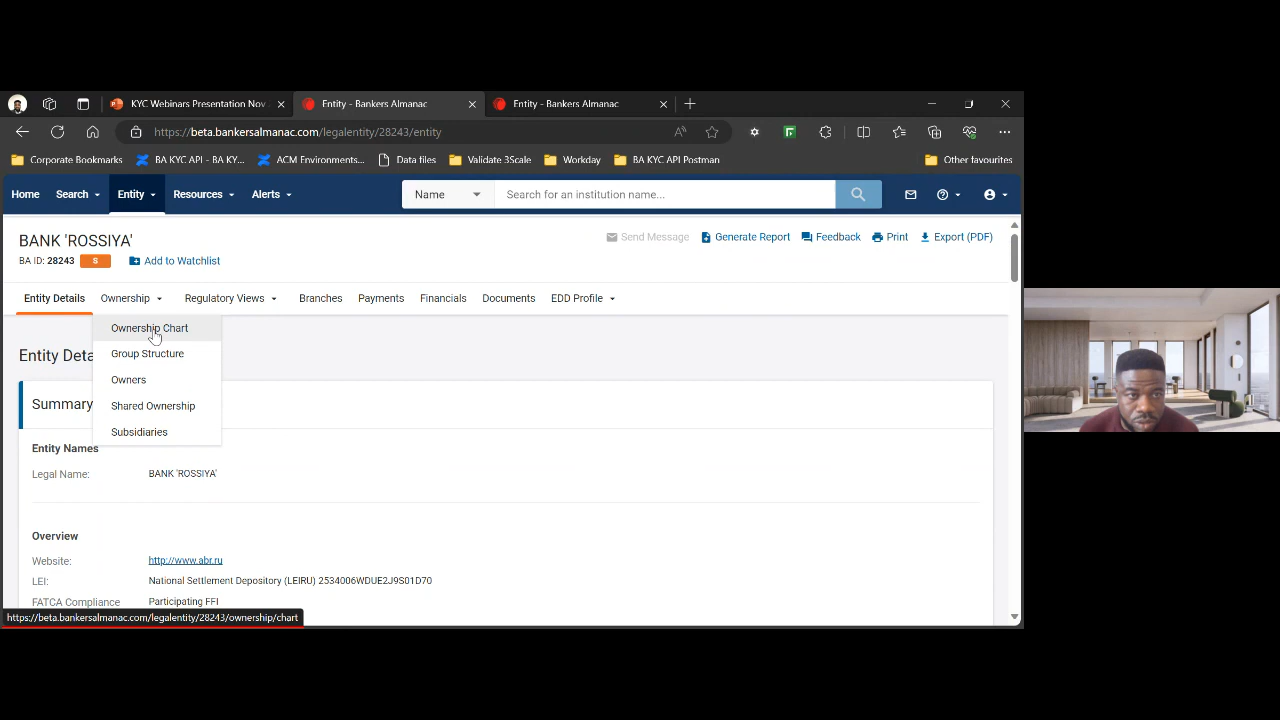 KYC Webinars Presentation Nov
Entity - Bankers Almanac
Entity - Bankers Almanac
https://beta.bankersalmanac.com/legalentity/28243/entity
Corporate Bookmarks
BA KYC API - BA KY...
ACM Environments...
Data files
Validate 3Scale
Workday
BA KYC API Postman
Other favourites
Home
Search
Entity
Resources
Alerts
Name
Search for an institution name...
BANK 'ROSSIYA'
Send Message
Generate Report
Feedback
Print
Export (PDF)
BA ID: 28243
S
Add to Watchlist
Entity Details
Ownership
Regulatory Views
Branches
Payments
Financials
Documents
EDD Profile
Ownership Chart
Group Structure
Owners
Shared Ownership
Subsidiaries
Entity Deta
Summary
Entity Names
Legal Name: BANK 'ROSSIYA'
Overview
Website: http://www.abr.ru
LEI: National Settlement Depository (LEIRU) 2534006WDUE2J9S01D70
FATCA Compliance Participating FFI
https://beta.bankersalmanac.com/legalentity/28243/ownership/chart